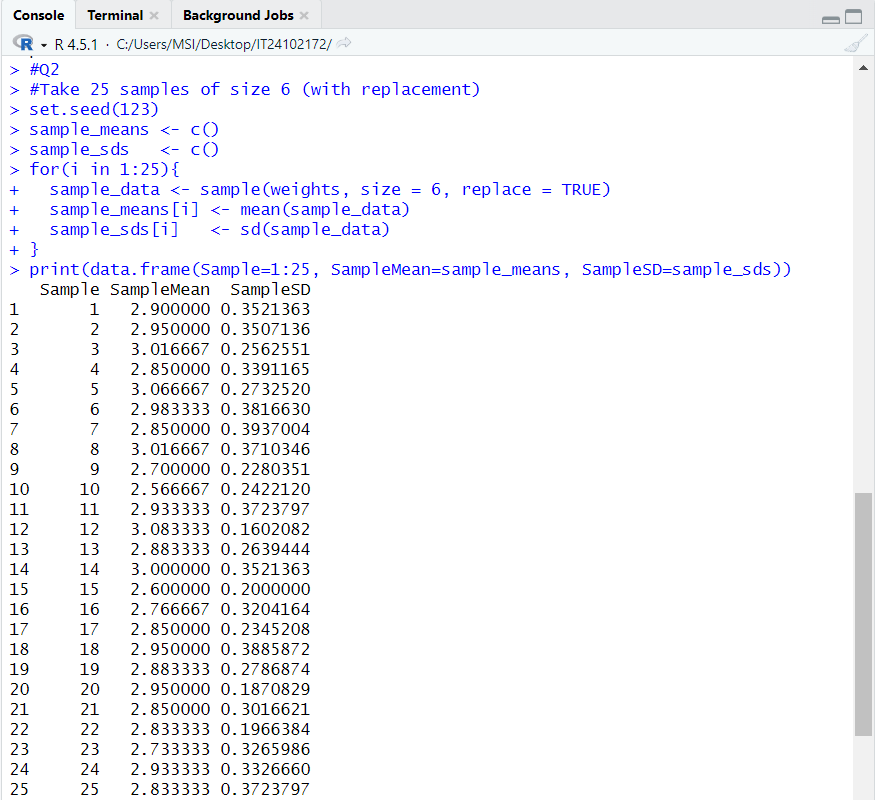 Console Terminal × Background Jobs ×
R R 4.5.1 · C:/Users/MSI/Desktop/IT24102172/
> #Q2
> #Take 25 samples of size 6 (with replacement)
> set.seed(123)
> sample_means <- c()
> sample_sds   <- c()
> for(i in 1:25){
+   sample_data <- sample(weights, size = 6, replace = TRUE)
+   sample_means[i] <- mean(sample_data)
+   sample_sds[i]   <- sd(sample_data)
+ }
> print(data.frame(Sample=1:25, SampleMean=sample_means, SampleSD=sample_sds))
   Sample SampleMean  SampleSD
1       1   2.900000 0.3521363
2       2   2.950000 0.3507136
3       3   3.016667 0.2562551
4       4   2.850000 0.3391165
5       5   3.066667 0.2732520
6       6   2.983333 0.3816630
7       7   2.850000 0.3937004
8       8   3.016667 0.3710346
9       9   2.700000 0.2280351
10     10   2.566667 0.2422120
11     11   2.933333 0.3723797
12     12   3.083333 0.1602082
13     13   2.883333 0.2639444
14     14   3.000000 0.3521363
15     15   2.600000 0.2000000
16     16   2.766667 0.3204164
17     17   2.850000 0.2345208
18     18   2.950000 0.3885872
19     19   2.883333 0.2786874
20     20   2.950000 0.1870829
21     21   2.850000 0.3016621
22     22   2.833333 0.1966384
23     23   2.733333 0.3265986
24     24   2.933333 0.3326660
25     25   2.833333 0.3723797